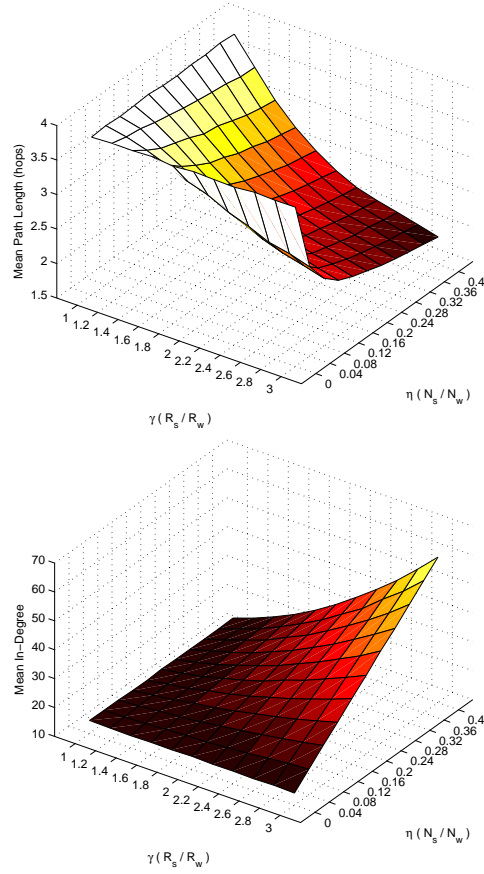 4
3.5
3
2.5
2
1.5
Mean Path Length (hops)
1 1.2 1.4 1.6 1.8 2 2.2 2.4 2.6 2.8 3
γ ( R_s / R_w )
0 0.04 0.08 0.12 0.16 0.2 0.24 0.28 0.32 0.36 0.4
η ( N_s / N_w )
70
60
50
40
30
20
10
Mean In−Degree
1 1.2 1.4 1.6 1.8 2 2.2 2.4 2.6 2.8 3
γ ( R_s / R_w )
0 0.04 0.08 0.12 0.16 0.2 0.24 0.28 0.32 0.36 0.4
η ( N_s / N_w )